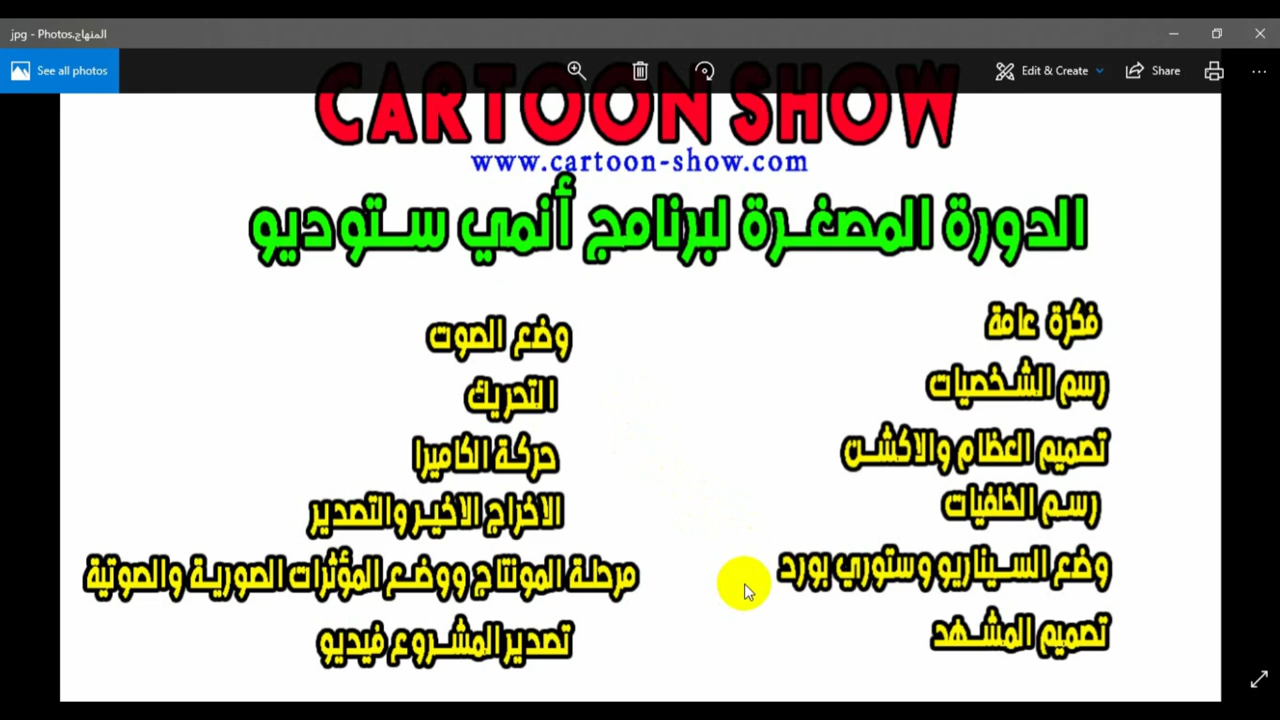 المنهاج.jpg - Photos
See all photos
Edit & Create
Share
CARTOON SHOW
www.cartoon-show.com
الدورة المصغرة لبرنامج أنمي ستوديو
فكرة عامة
رسم الشخصيات
تصميم العظام والاكشن
رسم الخلفيات
وضع السيناريو وستوري بورد
تصميم المشهد
وضع الصوت
التحريك
حركة الكاميرا
الاخراج الاخير والتصدير
مرحلة المونتاج ووضع المؤثرات الصورية والصوتية
تصدير المشروع فيديو